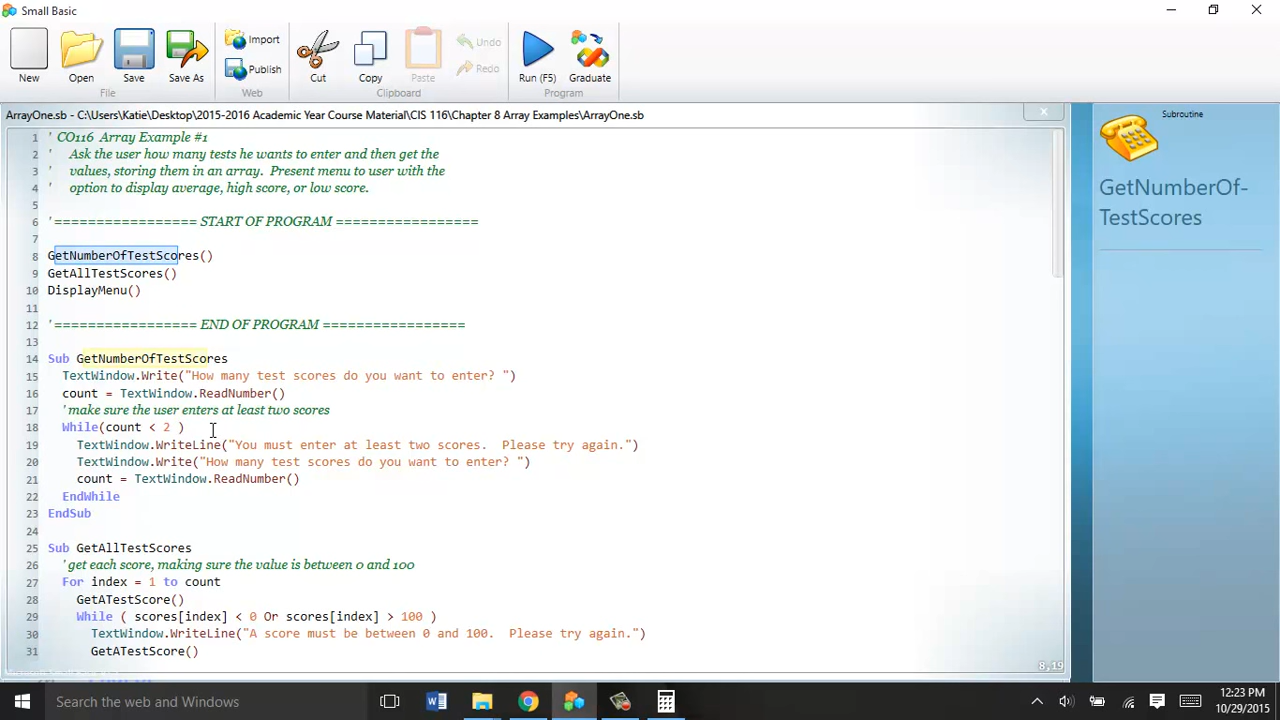 Small Basic
New
Open
Save
Save As
File
Import
Publish
Web
Cut
Copy
Paste
Undo
Redo
Clipboard
Run (F5)
Graduate
Program
ArrayOne.sb - C:\Users\Katie\Desktop\2015-2016 Academic Year Course Material\CIS 116\Chapter 8 Array Examples\ArrayOne.sb
x
1 ' CO116 Array Example #1
2 ' Ask the user how many tests he wants to enter and then get the
3 ' values, storing them in an array. Present menu to user with the
4 ' option to display average, high score, or low score.
5
6 ' ================= START OF PROGRAM =================
7
8 GetNumberOfTestScores()
9 GetAllTestScores()
10 DisplayMenu()
11
12 ' ================= END OF PROGRAM =================
13
14 Sub GetNumberOfTestScores
15 TextWindow.Write("How many test scores do you want to enter? ")
16 count = TextWindow.ReadNumber()
17 ' make sure the user enters at least two scores
18 While(count < 2 )
19 TextWindow.WriteLine("You must enter at least two scores.  Please try again.")
20 TextWindow.Write("How many test scores do you want to enter? ")
21 count = TextWindow.ReadNumber()
22 EndWhile
23 EndSub
24
25 Sub GetAllTestScores
26 ' get each score, making sure the value is between 0 and 100
27 For index = 1 to count
28 GetATestScore()
29 While ( scores[index] < 0 Or scores[index] > 100 )
30 TextWindow.WriteLine("A score must be between 0 and 100.  Please try again.")
31 GetATestScore()
8,19
Subroutine
GetNumberOf-
TestScores
Search the web and Windows
12:23 PM
10/29/2015